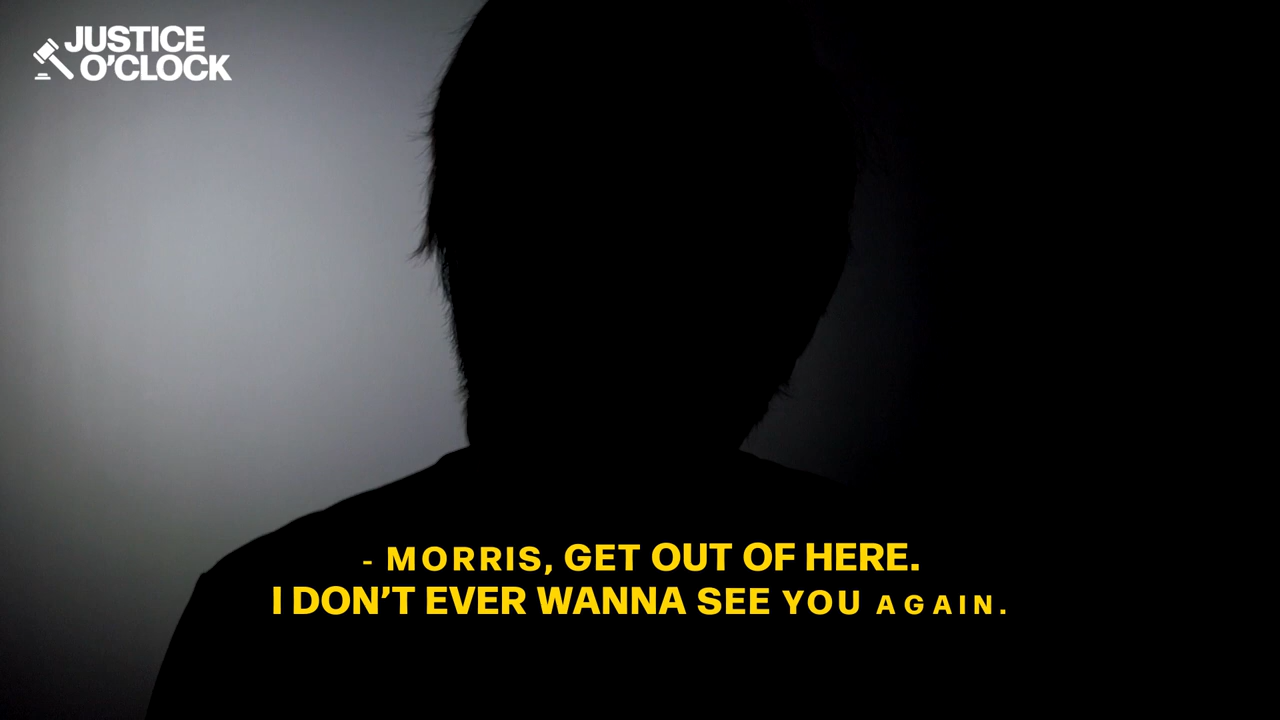 JUSTICE
O'CLOCK
- MORRIS, GET OUT OF HERE.
I DON'T EVER WANNA SEE YOU AGAIN.